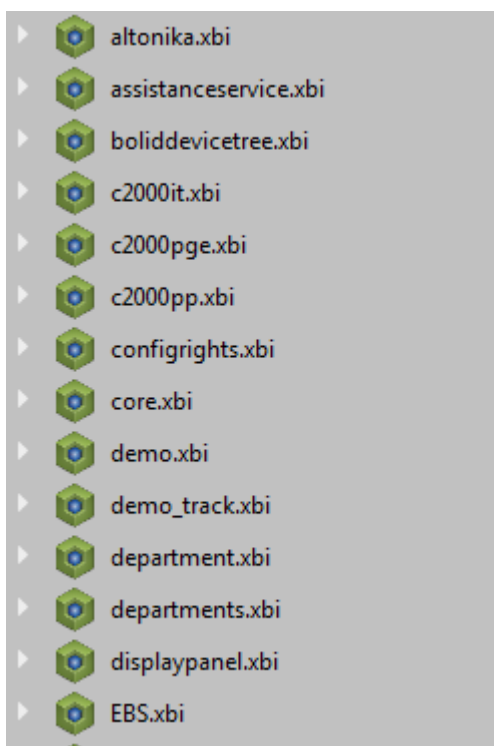 altonika.xbi
assistanceservice.xbi
boliddevicetree.xbi
c2000it.xbi
c2000pge.xbi
c2000pp.xbi
configrights.xbi
core.xbi
demo.xbi
demo_track.xbi
department.xbi
departments.xbi
displaypanel.xbi
EBS.xbi